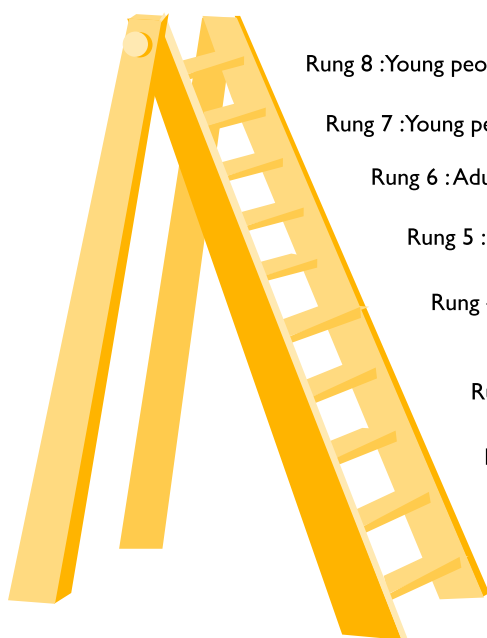 Rung 8 :Young peo
Rung 7 :Young pe
Rung 6 : Adu
Rung 5 :
Rung
Ru